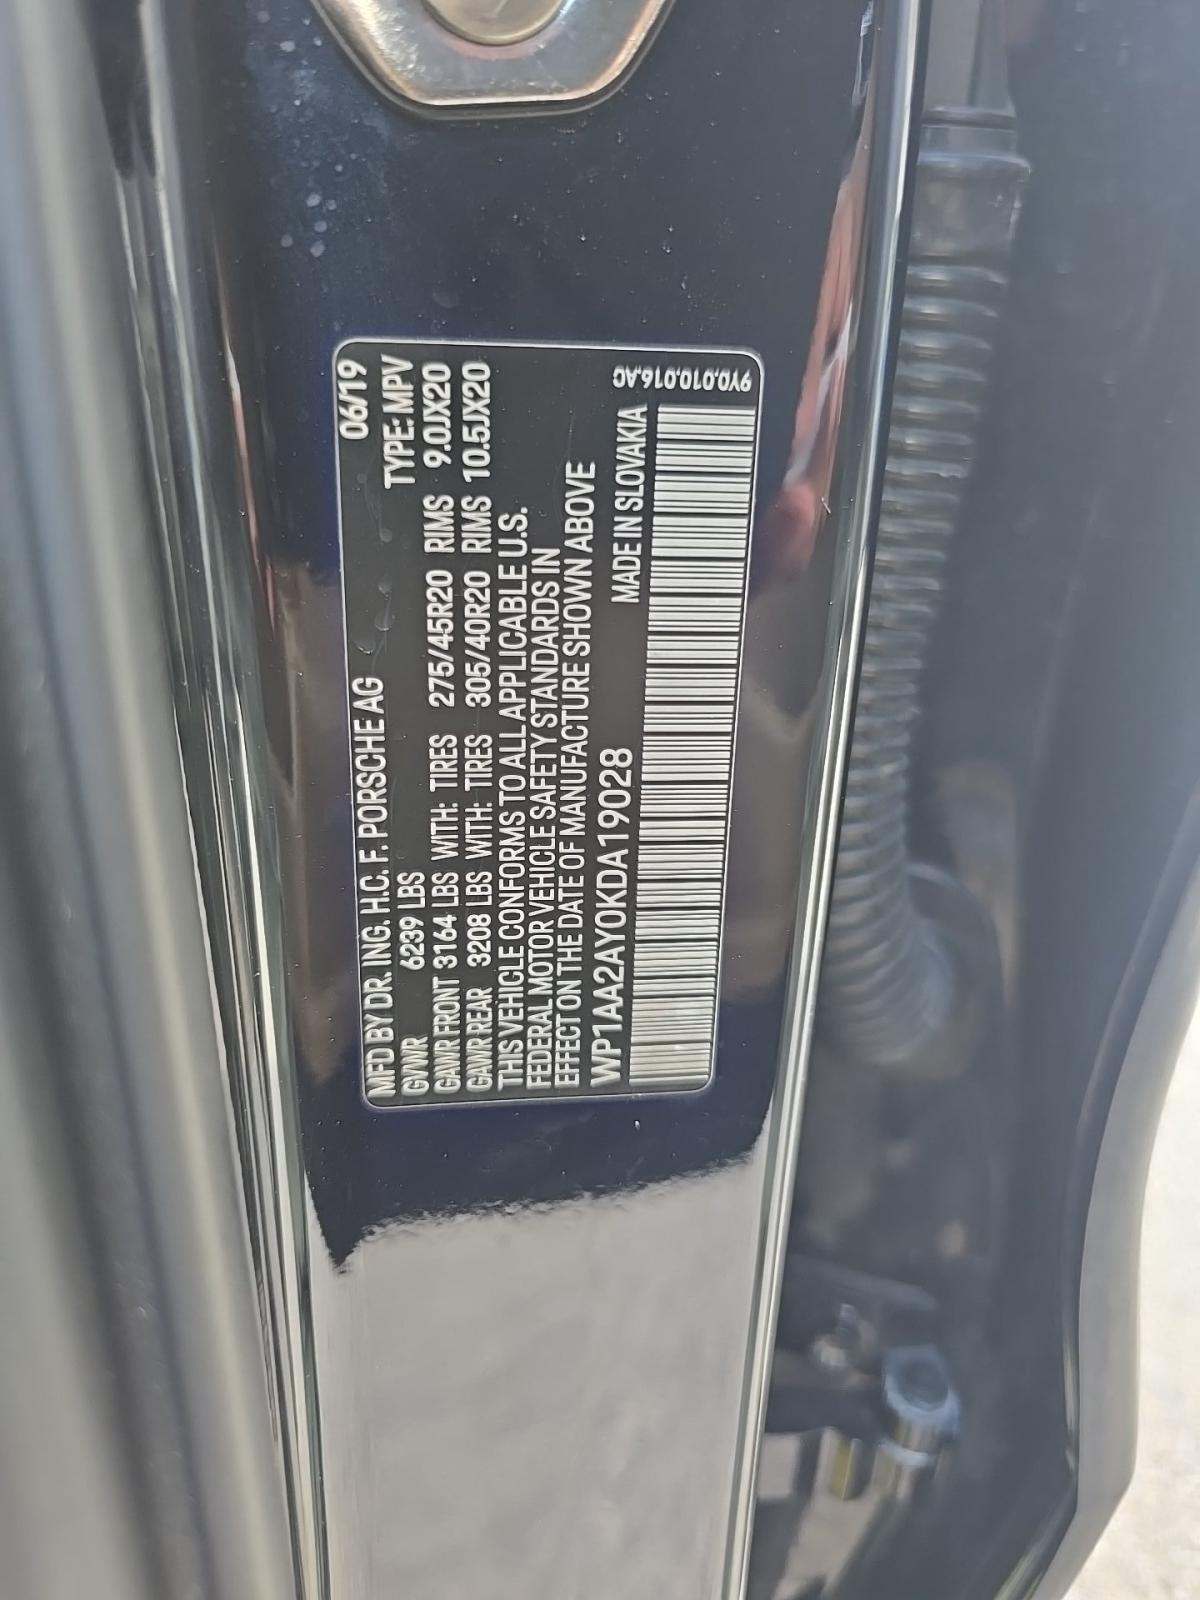 MFD BY DR. ING. H.C. F. PORSCHE AG 06/19
GVWR 6239 LBS TYPE: MPV
GAWR FRONT 3164 LBS WITH: TIRES 275/45R20 RIMS 9.0JX20
GAWR REAR 3208 LBS WITH: TIRES 305/40R20 RIMS 10.5JX20
THIS VEHICLE CONFORMS TO ALL APPLICABLE U.S.
FEDERAL MOTOR VEHICLE SAFETY STANDARDS IN
EFFECT ON THE DATE OF MANUFACTURE SHOWN ABOVE
WP1AA2AY0KDA19028 MADE IN SLOVAKIA
9Y0.010.016.AC